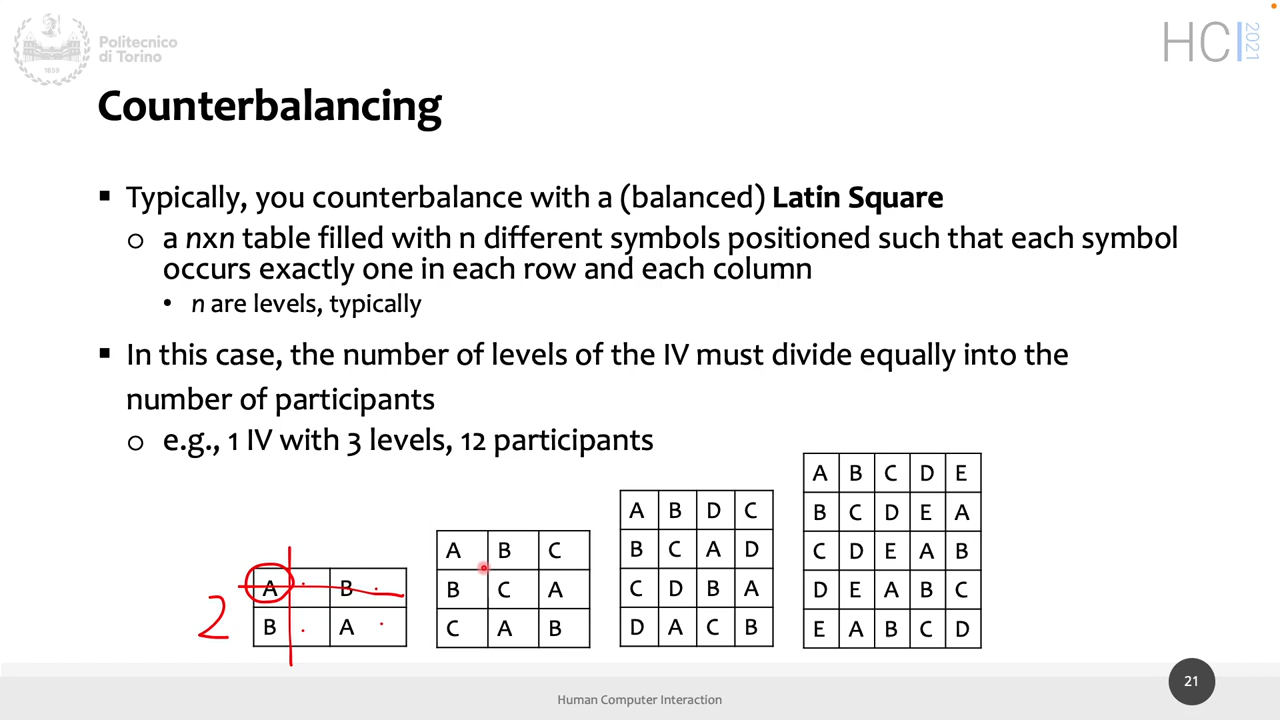 Politecnico
di Torino
1859
HCI 2021
Counterbalancing
▪ Typically, you counterbalance with a (balanced) Latin Square
o a nxn table filled with n different symbols positioned such that each symbol
occurs exactly one in each row and each column
• n are levels, typically
▪ In this case, the number of levels of the IV must divide equally into the
number of participants
o e.g., 1 IV with 3 levels, 12 participants
2
A B
B A
A B C
B C A
C A B
A B D C
B C A D
C D B A
D A C B
A B C D E
B C D E A
C D E A B
D E A B C
E A B C D
Human Computer Interaction
21